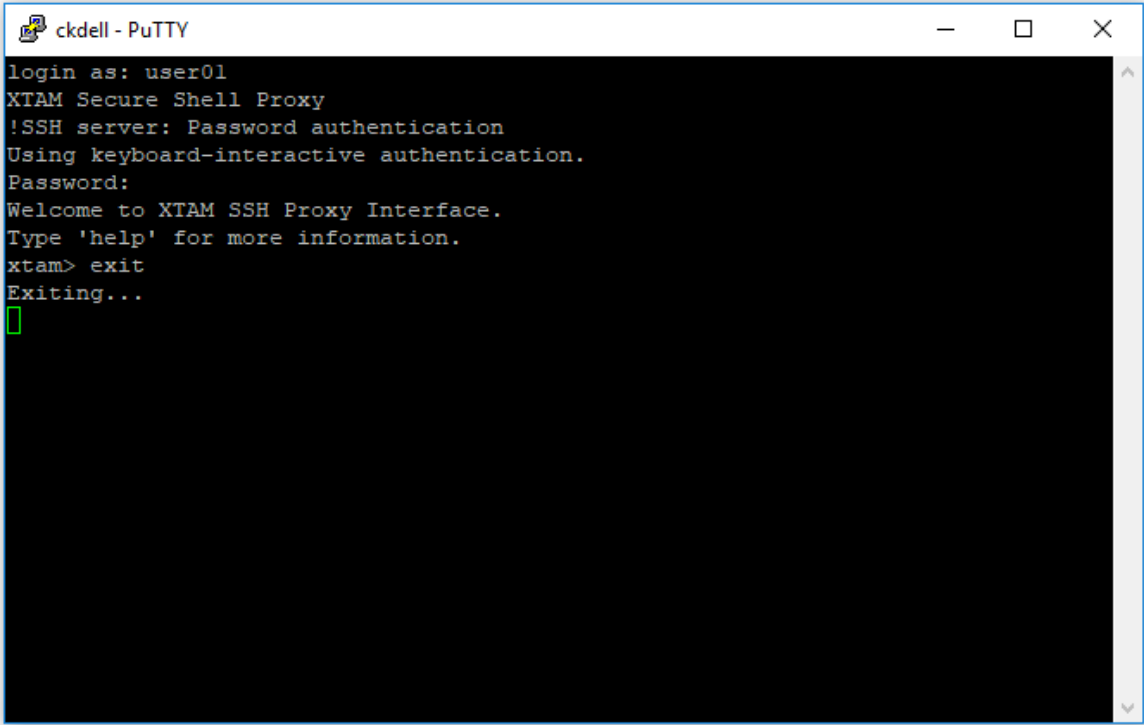 ckdell - PuTTY
login as: user01
XTAM Secure Shell Proxy
!SSH server: Password authentication
Using keyboard-interactive authentication.
Password:
Welcome to XTAM SSH Proxy Interface.
Type 'help' for more information.
xtam> exit
Exiting...